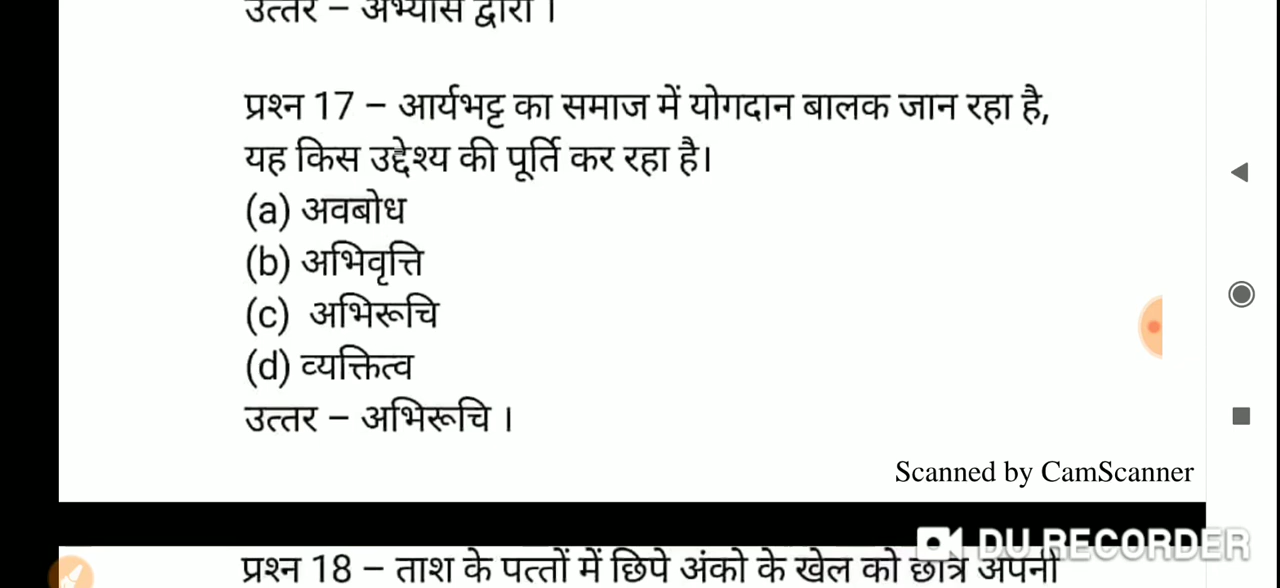 उत्तर – अभ्यास द्वारा ।
प्रश्न 17 – आर्यभट्ट का समाज में योगदान बालक जान रहा है,
यह किस उद्देश्य की पूर्ति कर रहा है।
(a) अवबोध
(b) अभिवृत्ति
(c) अभिरूचि
(d) व्यक्तित्व
उत्तर – अभिरूचि ।
Scanned by CamScanner
DU RECORDER
प्रश्न 18 – ताश के पत्तों में छिपे अंको के खेल को छात्र अपनी